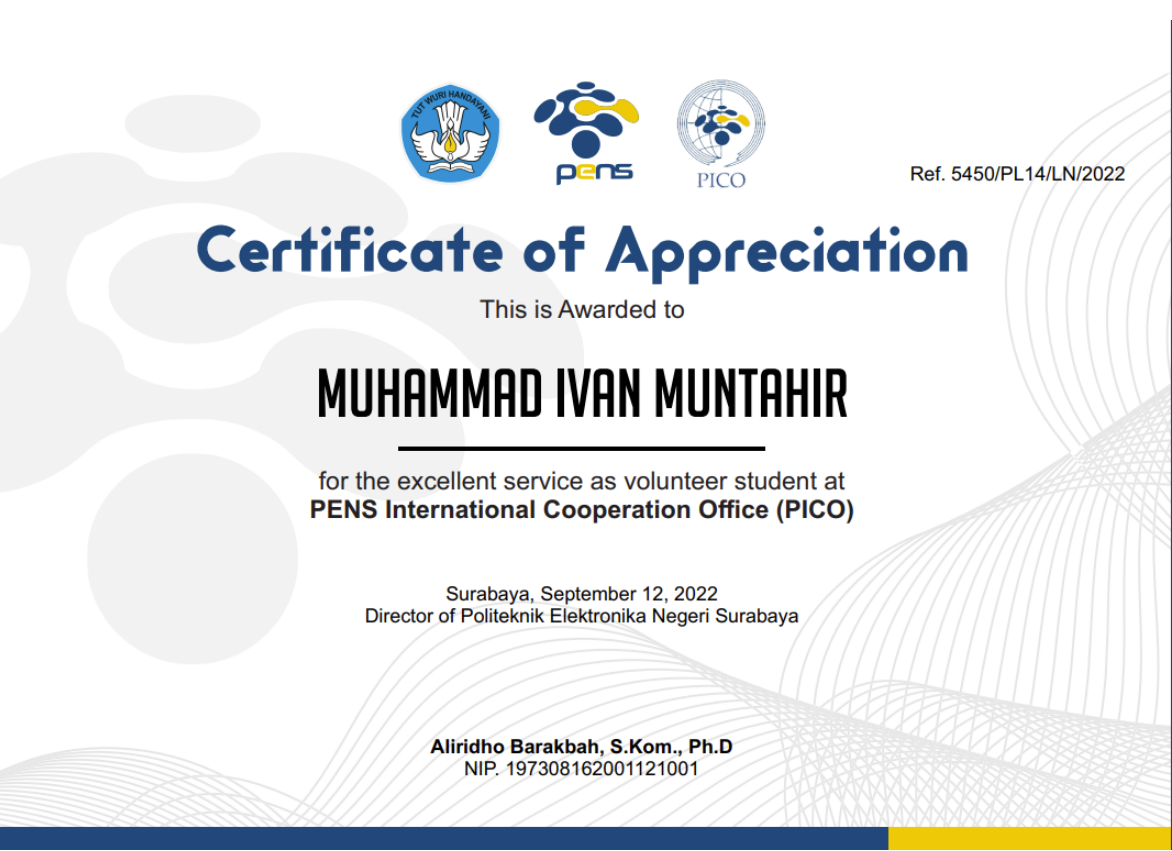 TUT WURI HANDAYANI
pens
PICO
Ref. 5450/PL14/LN/2022
Certificate of Appreciation
This is Awarded to
MUHAMMAD IVAN MUNTAHIR
for the excellent service as volunteer student at
PENS International Cooperation Office (PICO)
Surabaya, September 12, 2022
Director of Politeknik Elektronika Negeri Surabaya
Aliridho Barakbah, S.Kom., Ph.D
NIP. 197308162001121001